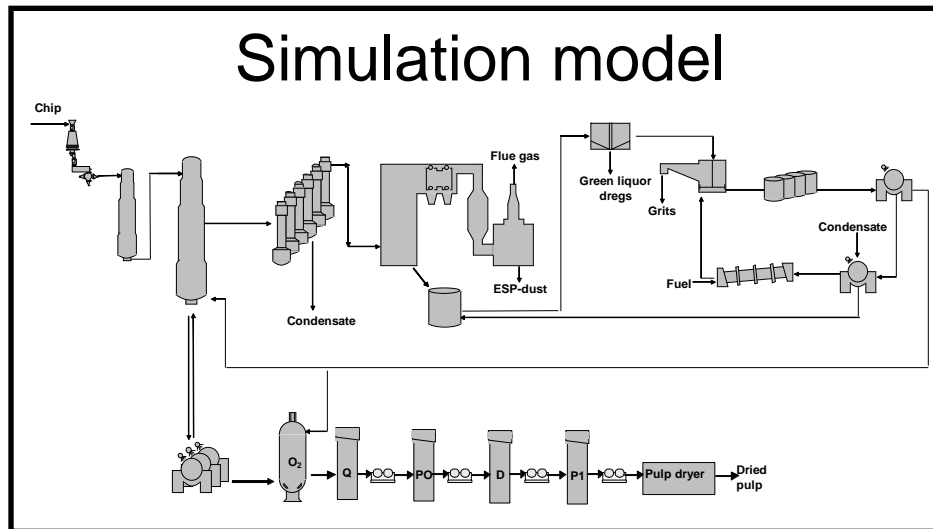 Simulation model
Chip
Flue gas
Green liquor
dregs
Grits
Condensate
Fuel
ESP-dust
Condensate
O2
Q
PO
D
P1
Pulp dryer
Dried
pulp